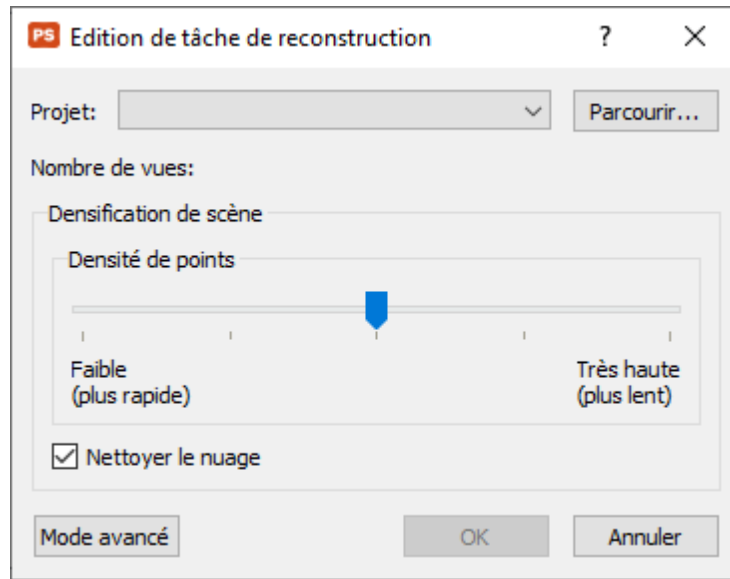 PS Edition de tâche de reconstruction ?
Projet: Parcourir...
Nombre de vues:
Densification de scène
Densité de points
Faible Très haute
(plus rapide) (plus lent)
Nettoyer le nuage
Mode avancé OK Annuler